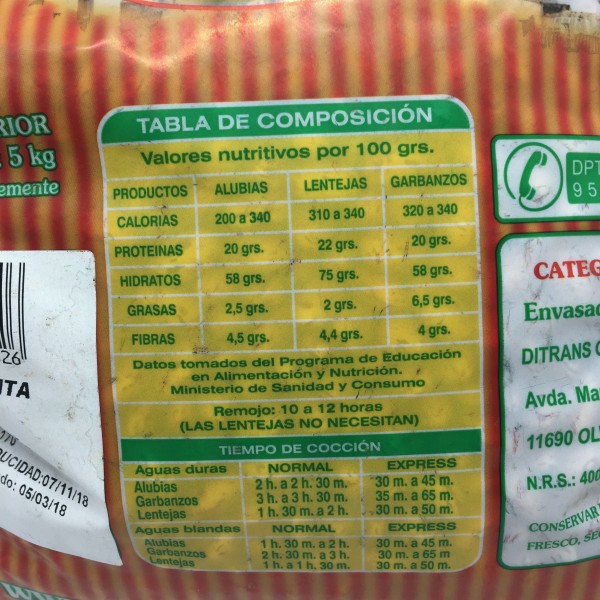 RIOR
5 kg
emente
TABLA DE COMPOSICIÓN
Valores nutritivos por 100 grs.
PRODUCTOS ALUBIAS LENTEJAS GARBANZOS
CALORIAS 200 a 340 310 a 340 320 a 340
PROTEINAS 20 grs. 22 grs. 20 grs.
HIDRATOS 58 grs. 75 grs. 58 grs.
GRASAS 2,5 grs. 2 grs. 6,5 grs.
FIBRAS 4,5 grs. 4,4 grs. 4 grs.
Datos tomados del Programa de Educación
en Alimentación y Nutrición.
Ministerio de Sanidad y Consumo
Remojo: 10 a 12 horas
(LAS LENTEJAS NO NECESITAN)
TIEMPO DE COCCIÓN
Aguas duras NORMAL EXPRESS
Alubias 2 h. a 2 h. 30 m. 30 m. a 45 m.
Garbanzos 3 h. a 3 h. 30 m. 35 m. a 65 m.
Lentejas 1 h. 30 m. a 2 h. 30 m. a 50 m.
Aguas blandas NORMAL EXPRESS
Alubias 1 h. 30 m. a 2 h. 30 m. a 45 m.
Garbanzos 2 h. 30 m. a 3 h. 30 m. a 65 m
Lentejas 1 h. a 1 h. 30 m. 30 m. a 50 m.
26
ITA
DUCIDAD:07/11/18
do: 05/03/18
DPT
9 5
CATEG
Envasad
DITRANS
Avda. Ma
11690 OL
N.R.S.: 400
CONSERVAR
FRESCO, SE